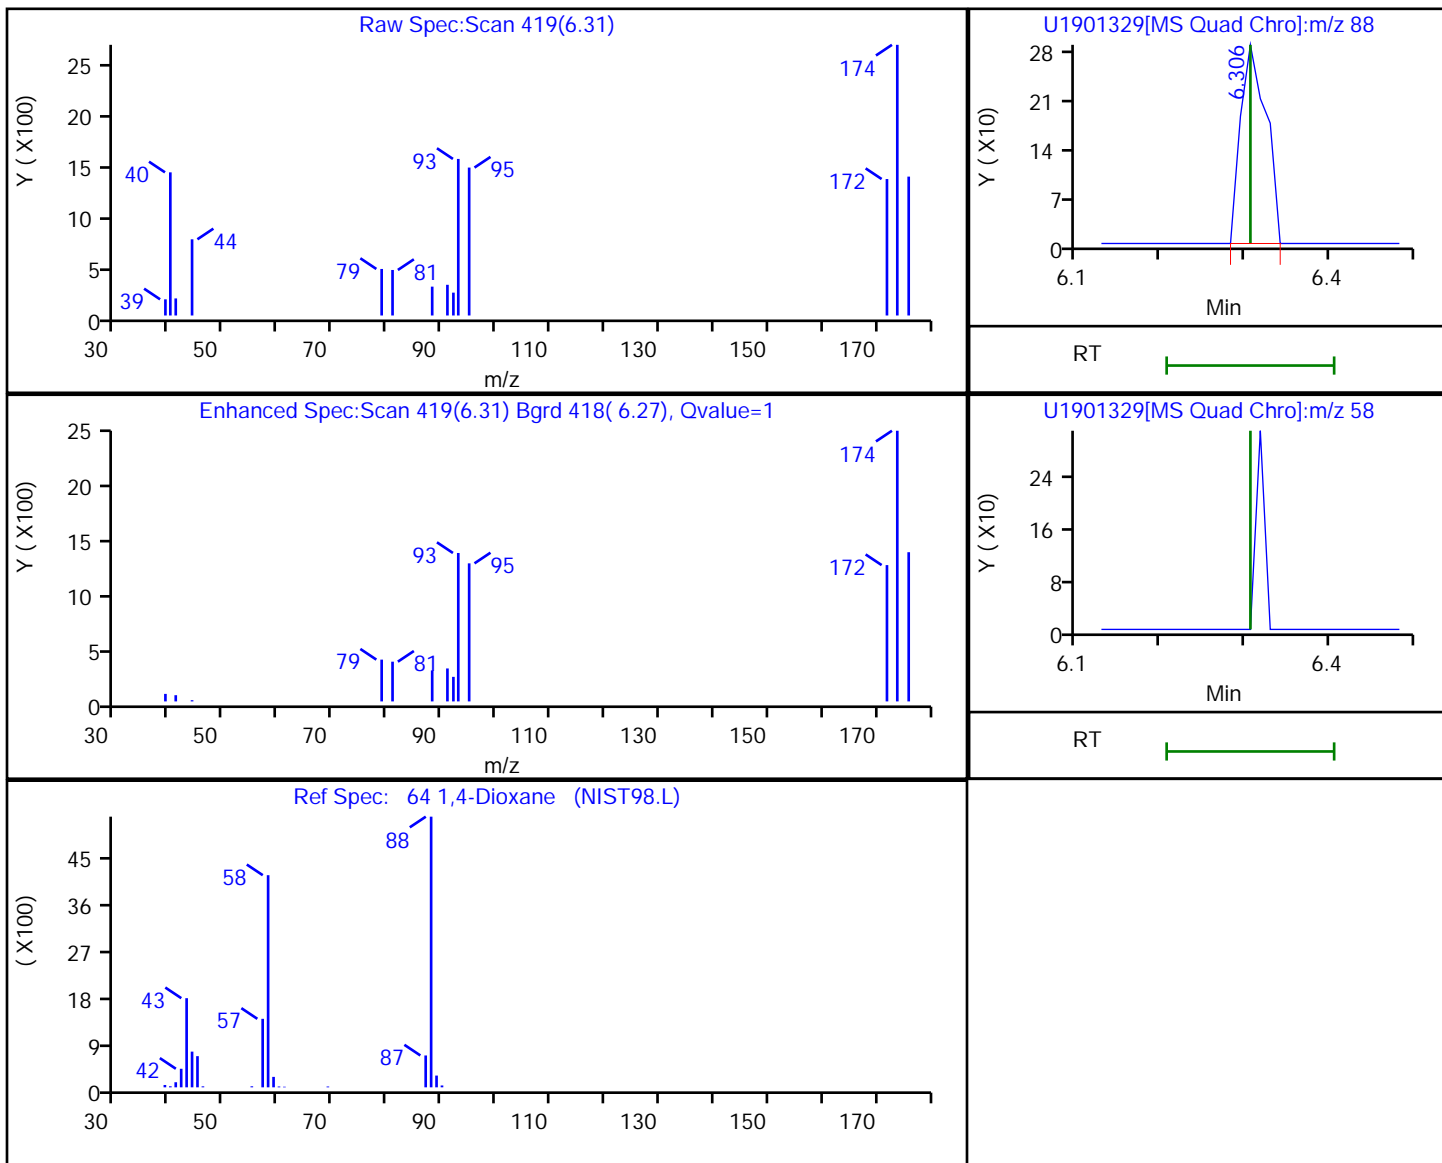 Raw Spec:Scan 419(6.31)
Y ( X100)
25
20
15
10
5
0
174
93
95
40
172
44
79
81
39
30 50 70 90 110 130 150 170
m/z
U1901329[MS Quad Chro]:m/z 88
Y ( X10)
28
21
14
7
0
6.306
6.1 6.4
Min
RT
Enhanced Spec:Scan 419(6.31) Bgrd 418( 6.27), Qvalue=1
Y ( X100)
25
20
15
10
5
0
174
93
95
172
79
81
30 50 70 90 110 130 150 170
m/z
U1901329[MS Quad Chro]:m/z 58
Y ( X10)
24
16
8
0
6.1 6.4
Min
RT
Ref Spec: 64 1,4-Dioxane (NIST98.L)
( X100)
45
36
27
18
9
0
88
58
43
57
87
42
30 50 70 90 110 130 150 170